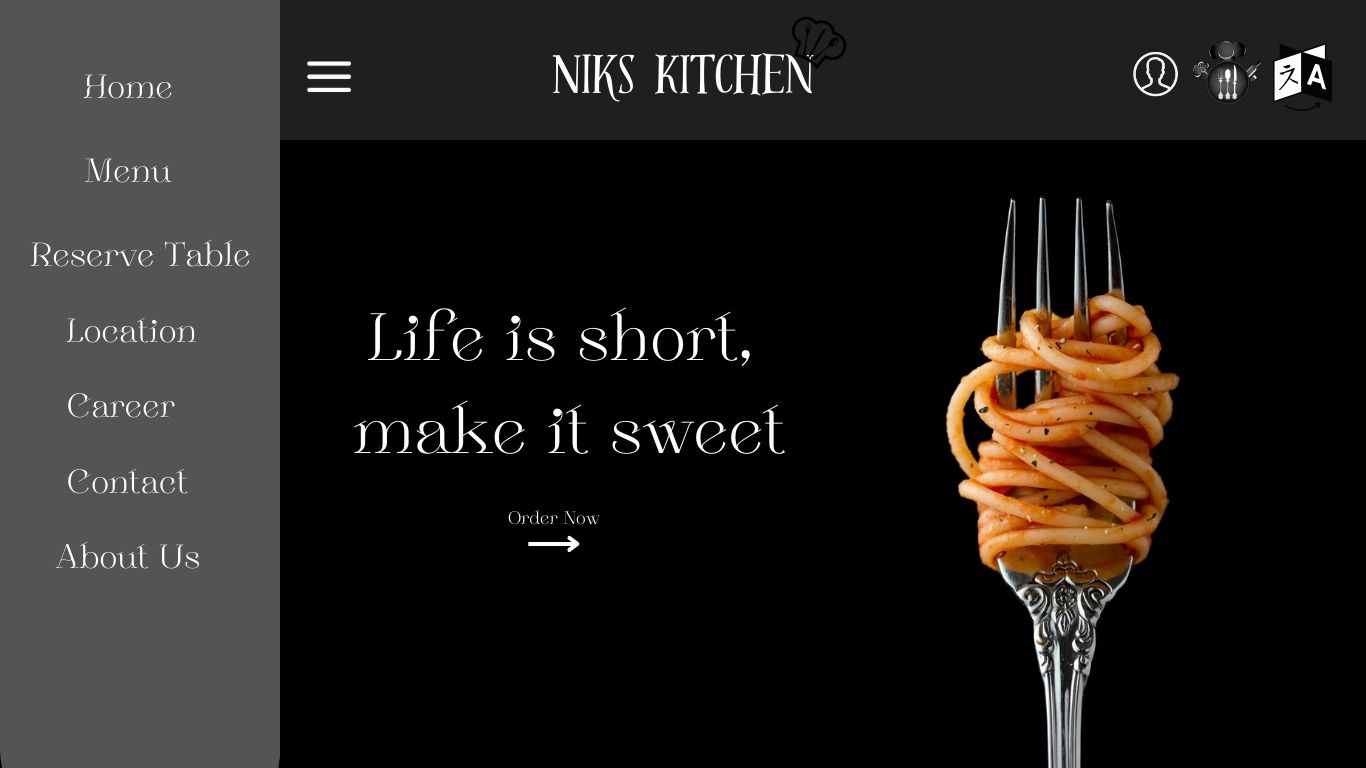 Home
Menu
Reserve Table
Location
Career
Contact
About Us
NIKS KITCHEN
文 A
Life is short,
make it sweet
Order Now